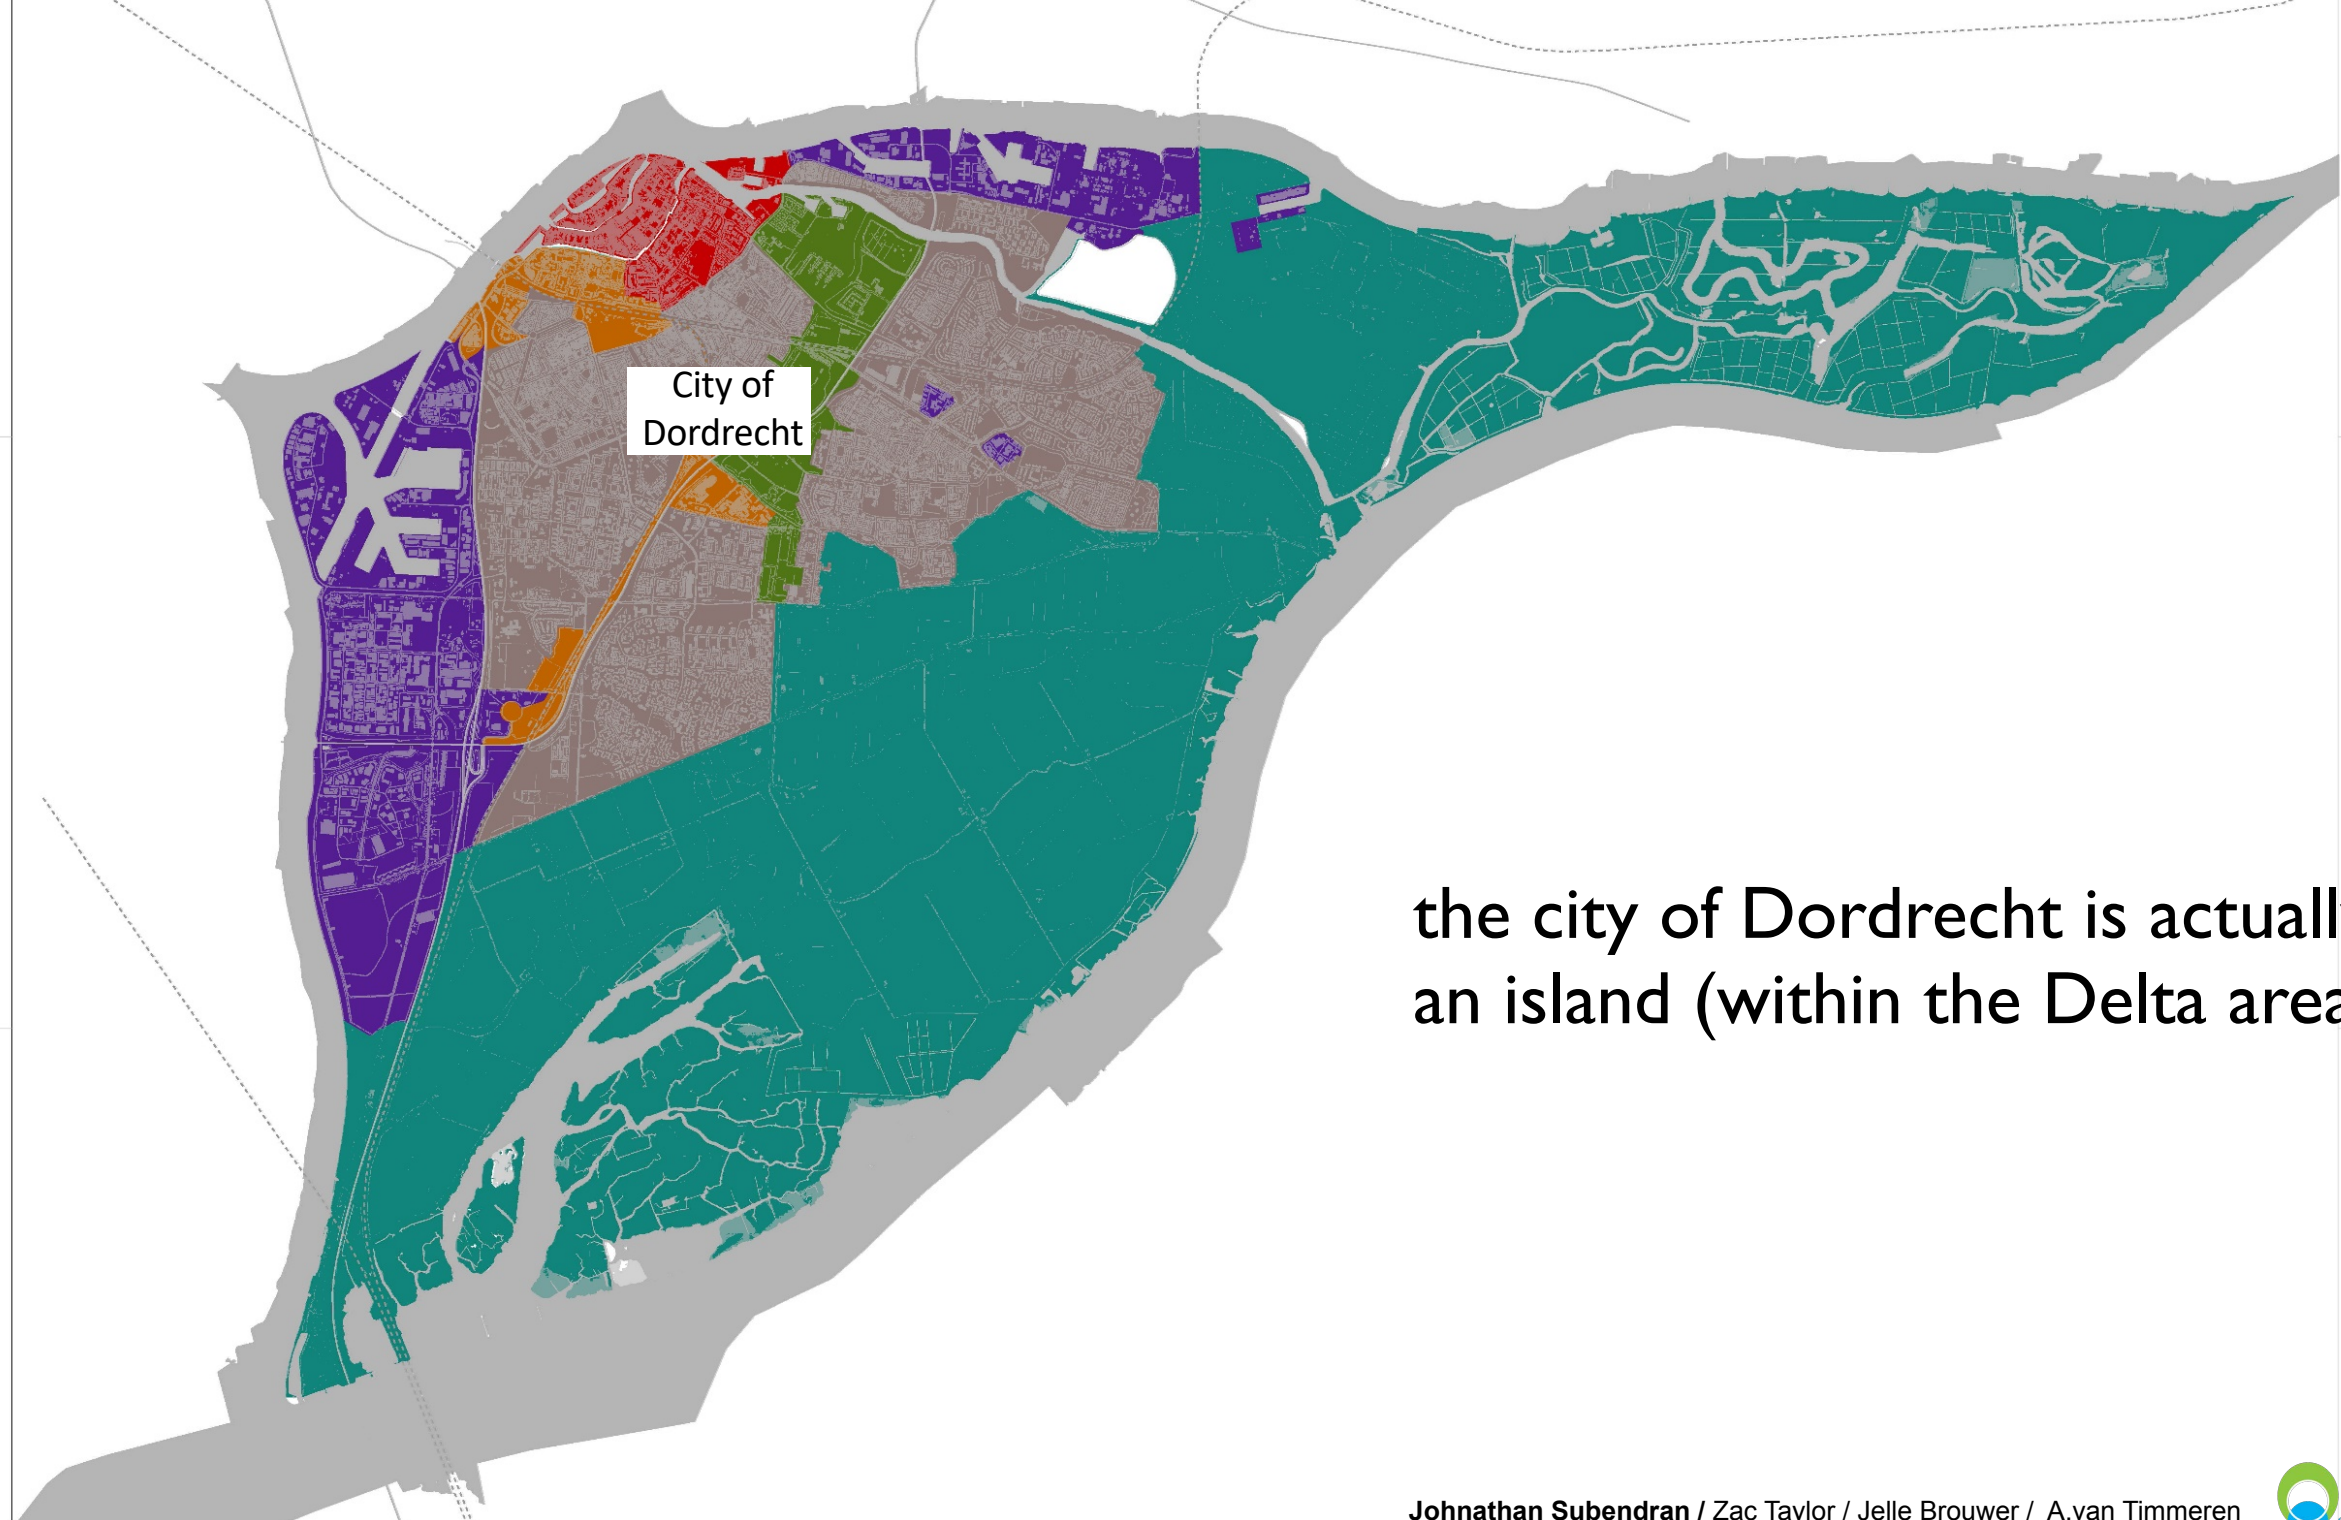 City of
Dordrecht
the city of Dordrecht is actuall
an island (within the Delta area
Johnathan Subendran / Zac Taylor / Jelle Brouwer / A.van Timmeren